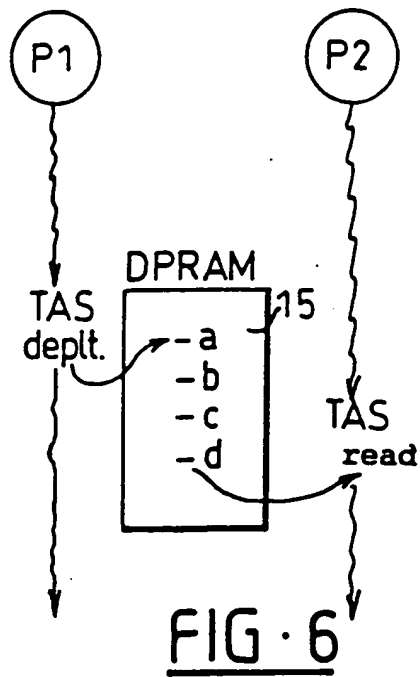 P1
P2
DPRAM
15
TAS
deplt.
-a
-b
-c
-d
TAS
read
FIG. 6